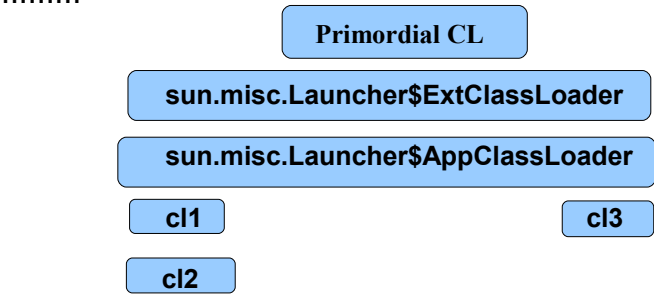 Primordial CL
sun.misc.Launcher$ExtClassLoader
sun.misc.Launcher$AppClassLoader
cl1 cl3
cl2